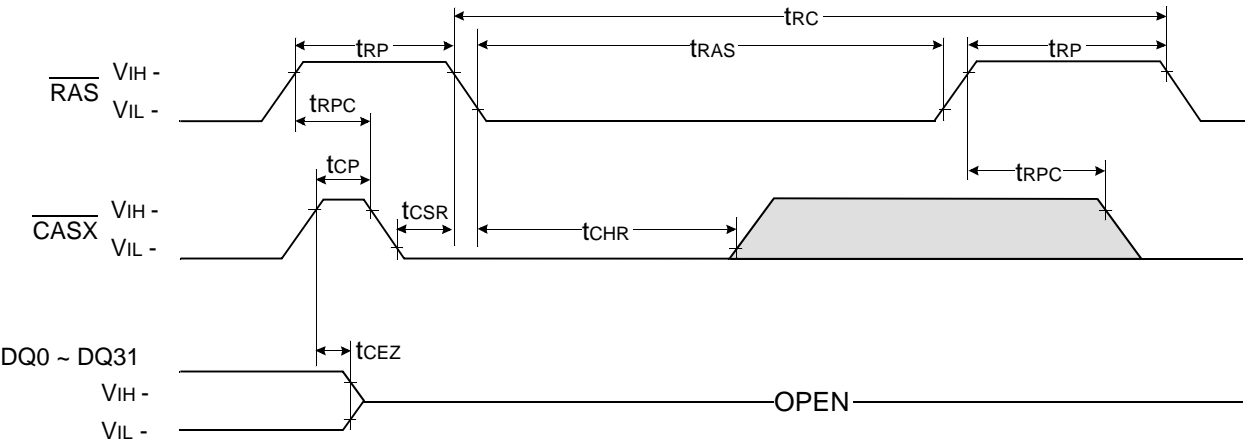 tRC
tRP
tRAS
tRP
RAS
VIH -
VIL -
tRPC
tCP
tRPC
CASX
VIH -
VIL -
tCSR
tCHR
DQ0 ~ DQ31
tCEZ
VIH -
VIL -
OPEN